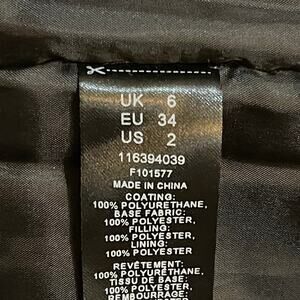 UK 6
EU 34
US 2
116394039
F101577
MADE IN CHINA
COATING:
100% POLYURETHANE,
BASE FABRIC:
100% POLYESTER,
FILLING:
100% POLYESTER,
LINING:
100% POLYESTER
REVÊTEMENT:
100% POLYURÉTHANE,
TISSU DE BASE:
100% POLYESTER,
REMBOURRAGE: